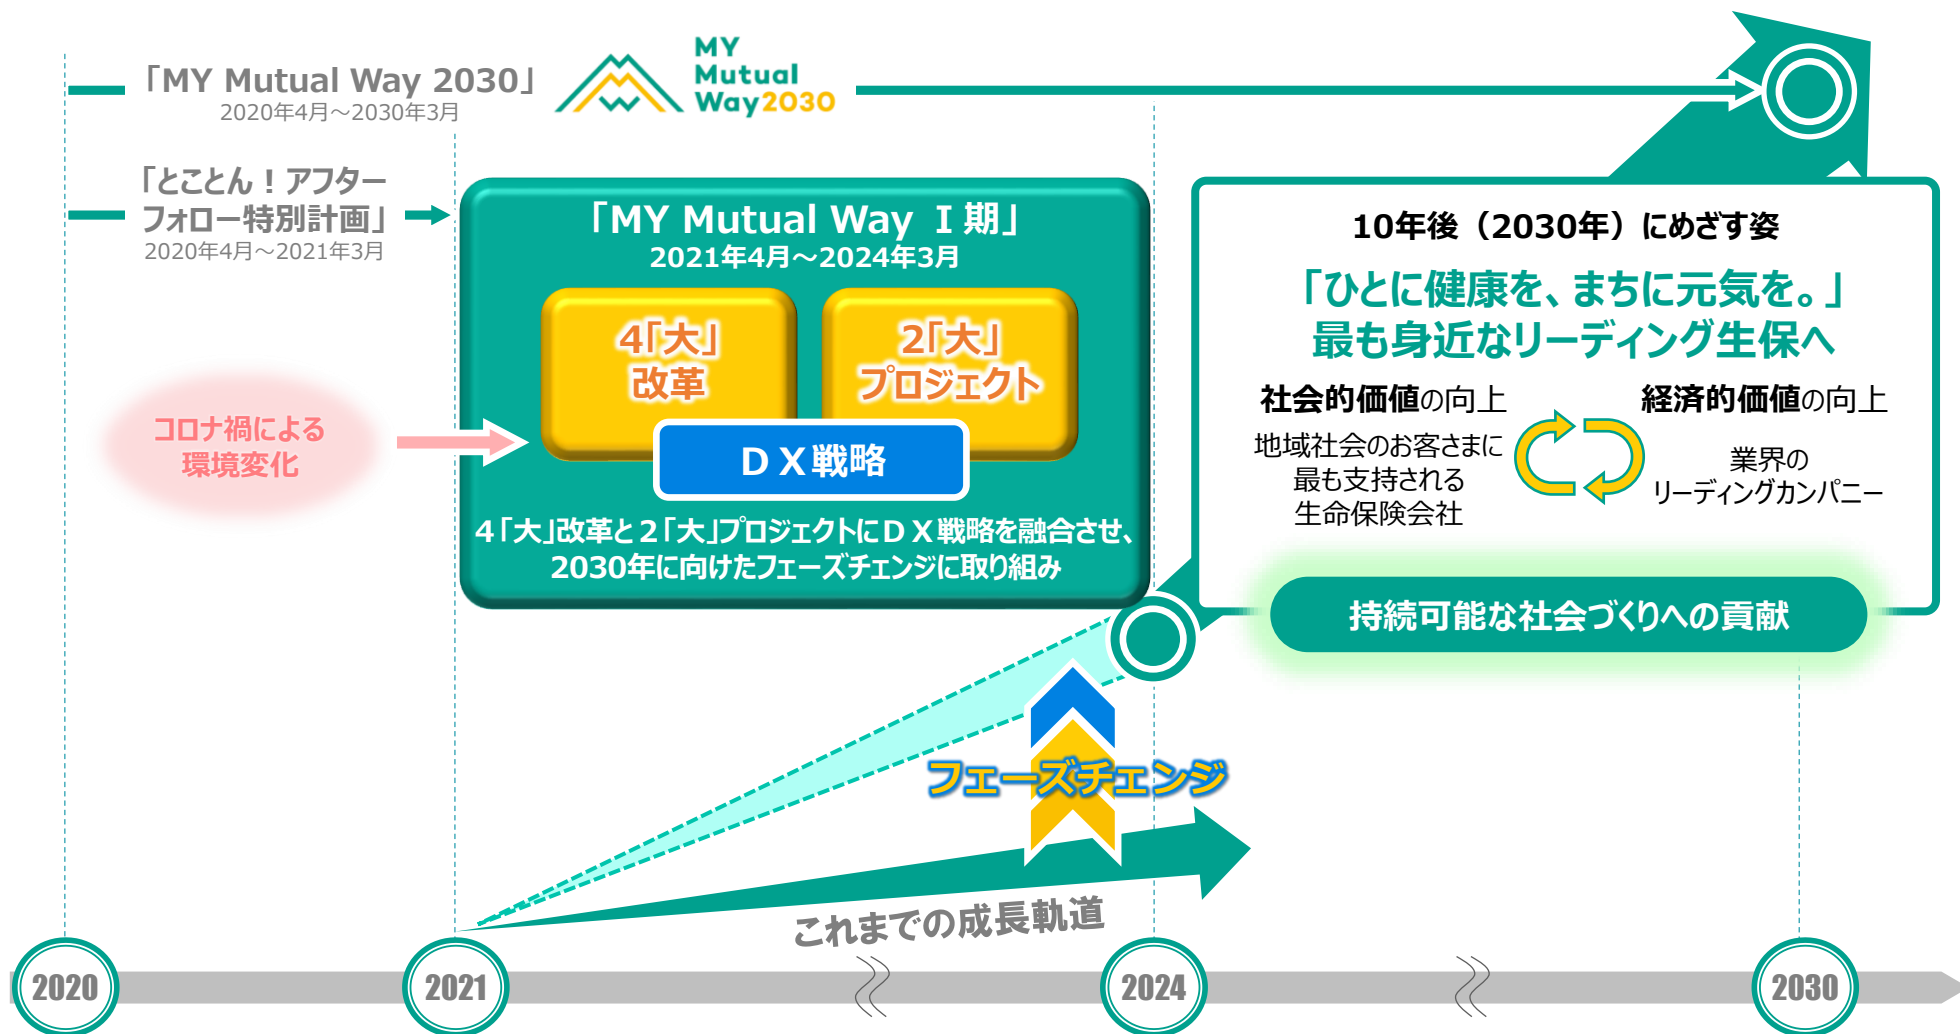 「MY Mutual Way 2030」
2020年4月～2030年3月
MY
Mutual
Way2030
「とことん！アフター
フォロー特別計画」
2020年4月～2021年3月
「MY Mutual Way Ⅰ期」
2021年4月～2024年3月
4「大」
改革
2「大」
プロジェクト
ＤＸ戦略
4「大」改革と2「大」プロジェクトにＤＸ戦略を融合させ、
2030年に向けたフェーズチェンジに取り組み
コロナ禍による
環境変化
10年後（2030年）にめざす姿
「ひとに健康を、まちに元気を。」
最も身近なリーディング生保へ
社会的価値の向上
地域社会のお客さまに
最も支持される
生命保険会社
経済的価値の向上
業界の
リーディングカンパニー
持続可能な社会づくりへの貢献
フェーズチェンジ
これまでの成長軌道
2020
2021
2024
2030